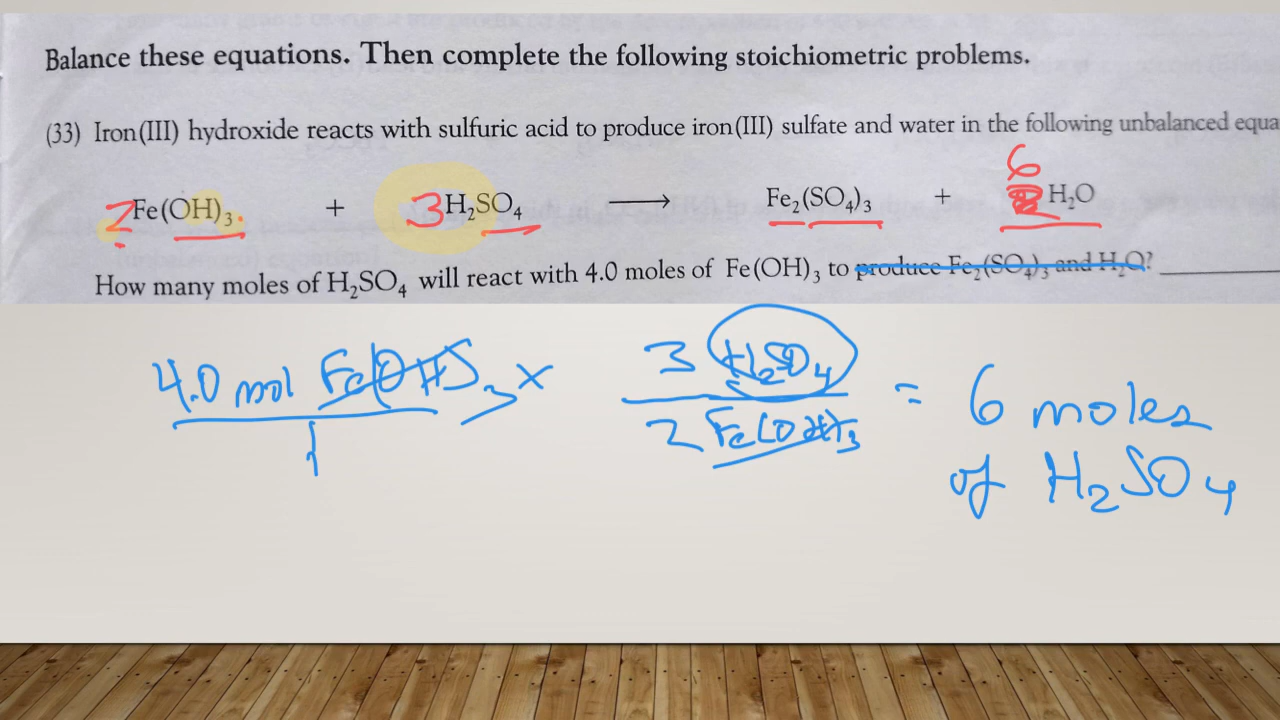 Balance these equations. Then complete the following stoichiometric problems.
(33) Iron(III) hydroxide reacts with sulfuric acid to produce iron(III) sulfate and water in the following unbalanced equa
6
2Fe(OH)₃ + 3H₂SO₄ → Fe₂(SO₄)₃ + H₂O
How many moles of H₂SO₄ will react with 4.0 moles of Fe(OH)₃ to produce Fe₂(SO₄)₃ and H₂O?
4.0 mol Fe(OH)₃ × 3 H₂SO₄ = 6 moles
1 2 Fe(OH)₃ of H₂SO₄